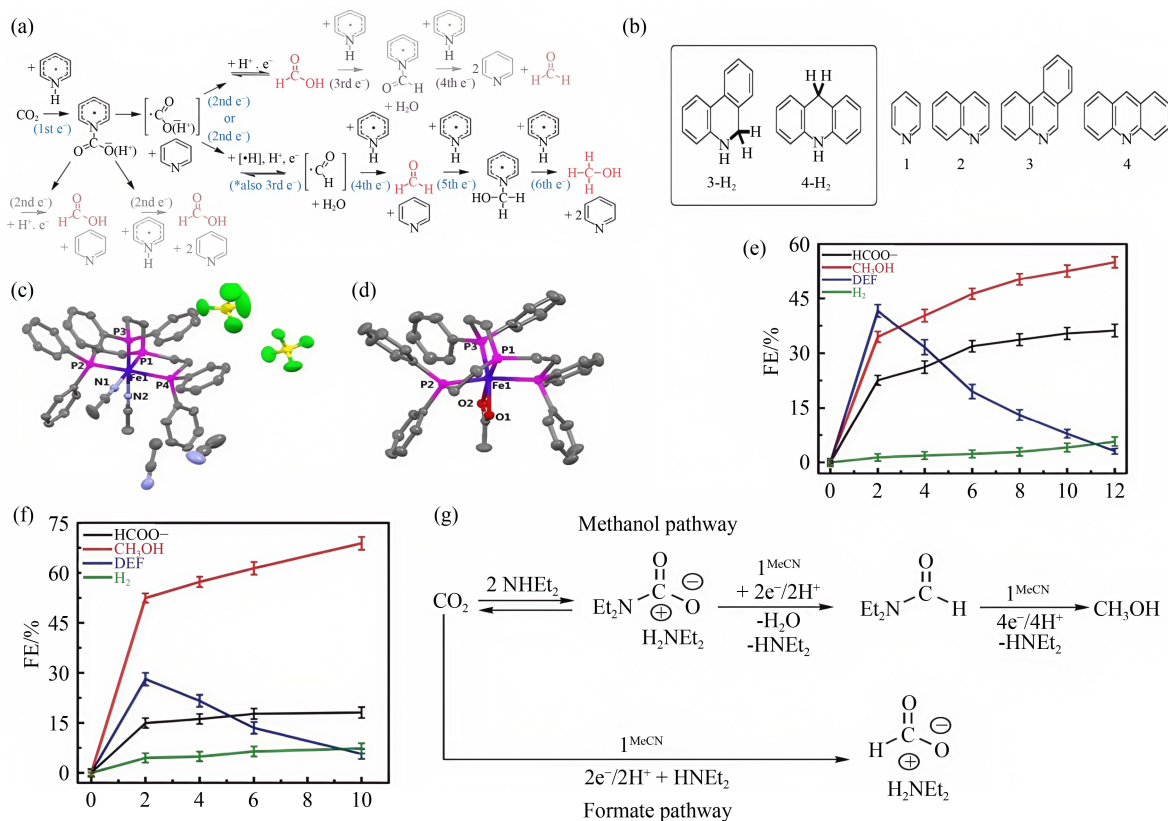 (a)
+
N
H
CO₂
(1st e⁻)
N
O
C
O(H⁺)
[ · C O O(H⁺) ]
+
N
(2nd e⁻)
or
(2nd e⁻)
+ H⁺ . e⁻
O
H OH
+
N
H
(3rd e⁻)
N
O C H
+ H₂O
+
N
H
(4th e⁻)
2
N
+
O
H H
+ [•H], H⁺, e⁻
(*also 3rd e⁻)
[ · C O H ]
+ H₂O
+
N
H
(4th e⁻)
O
H H
+
N
+
N
H
(5th e⁻)
N
HO C H
H
+
N
H
(6th e⁻)
H
H C OH
H
+ 2
N
(2nd e⁻)
+ H⁺ . e⁻
O
H OH
+
N
(2nd e⁻)
+
N
H
O
H OH
+ 2
N
(b)
H
N
H
H
3-H₂
H H
N
H
4-H₂
N
1
N
2
N
3
N
4
(c)
P3
P2
P1
Fe1
P4
N1
N2
(d)
P3
P1
P2
Fe1
O2
O1
(e)
HCOO−
CH₃OH
DEF
H₂
FE/%
60
45
30
15
0
0 2 4 6 8 10 12
(f)
HCOO−
CH₃OH
DEF
H₂
FE/%
75
60
45
30
15
0
0 2 4 6 8 10
(g)
Methanol pathway
CO₂
2 NHEt₂
O
Et₂N C O ⊖
⊕
H₂NEt₂
1ᴹᵉᶜᴺ
+ 2e⁻/2H⁺
-H₂O
-HNEt₂
O
Et₂N C H
1ᴹᵉᶜᴺ
4e⁻/4H⁺
-HNEt₂
CH₃OH
1ᴹᵉᶜᴺ
2e⁻/2H⁺ + HNEt₂
Formate pathway
O
H C O ⊖
⊕
H₂NEt₂